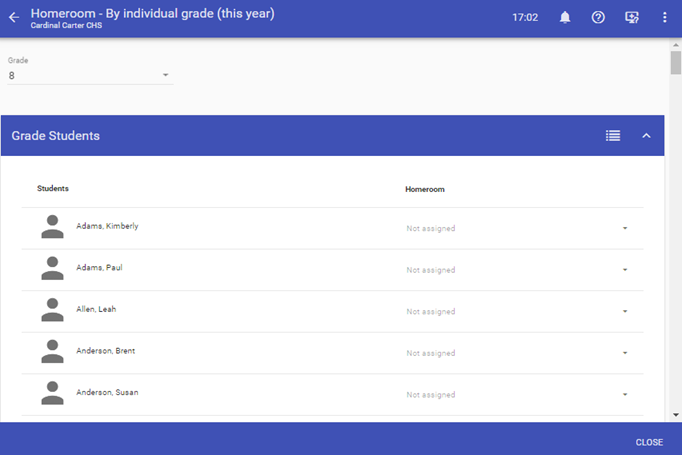 Homeroom - By individual grade (this year)
Cardinal Carter CHS
17:02
Grade
8
Grade Students
Students Homeroom
Adams, Kimberly Not assigned
Adams, Paul Not assigned
Allen, Leah Not assigned
Anderson, Brent Not assigned
Anderson, Susan Not assigned
CLOSE